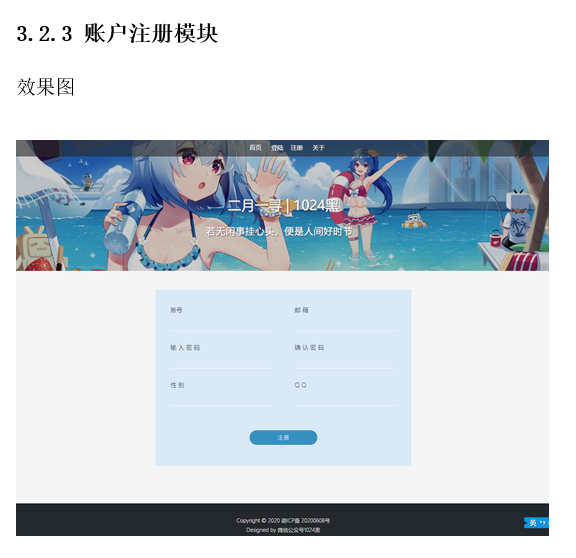 3.2.3 账户注册模块
效果图
首页 登陆 注册 关于
二月一寻 | 1024黑
若无闲事挂心头，便是人间好时节
账号 邮箱
输入密码 确认密码
性别 QQ
注册
Copyright © 2020 皖ICP备 20200608号
Designed by 微信公众号1024黑
英